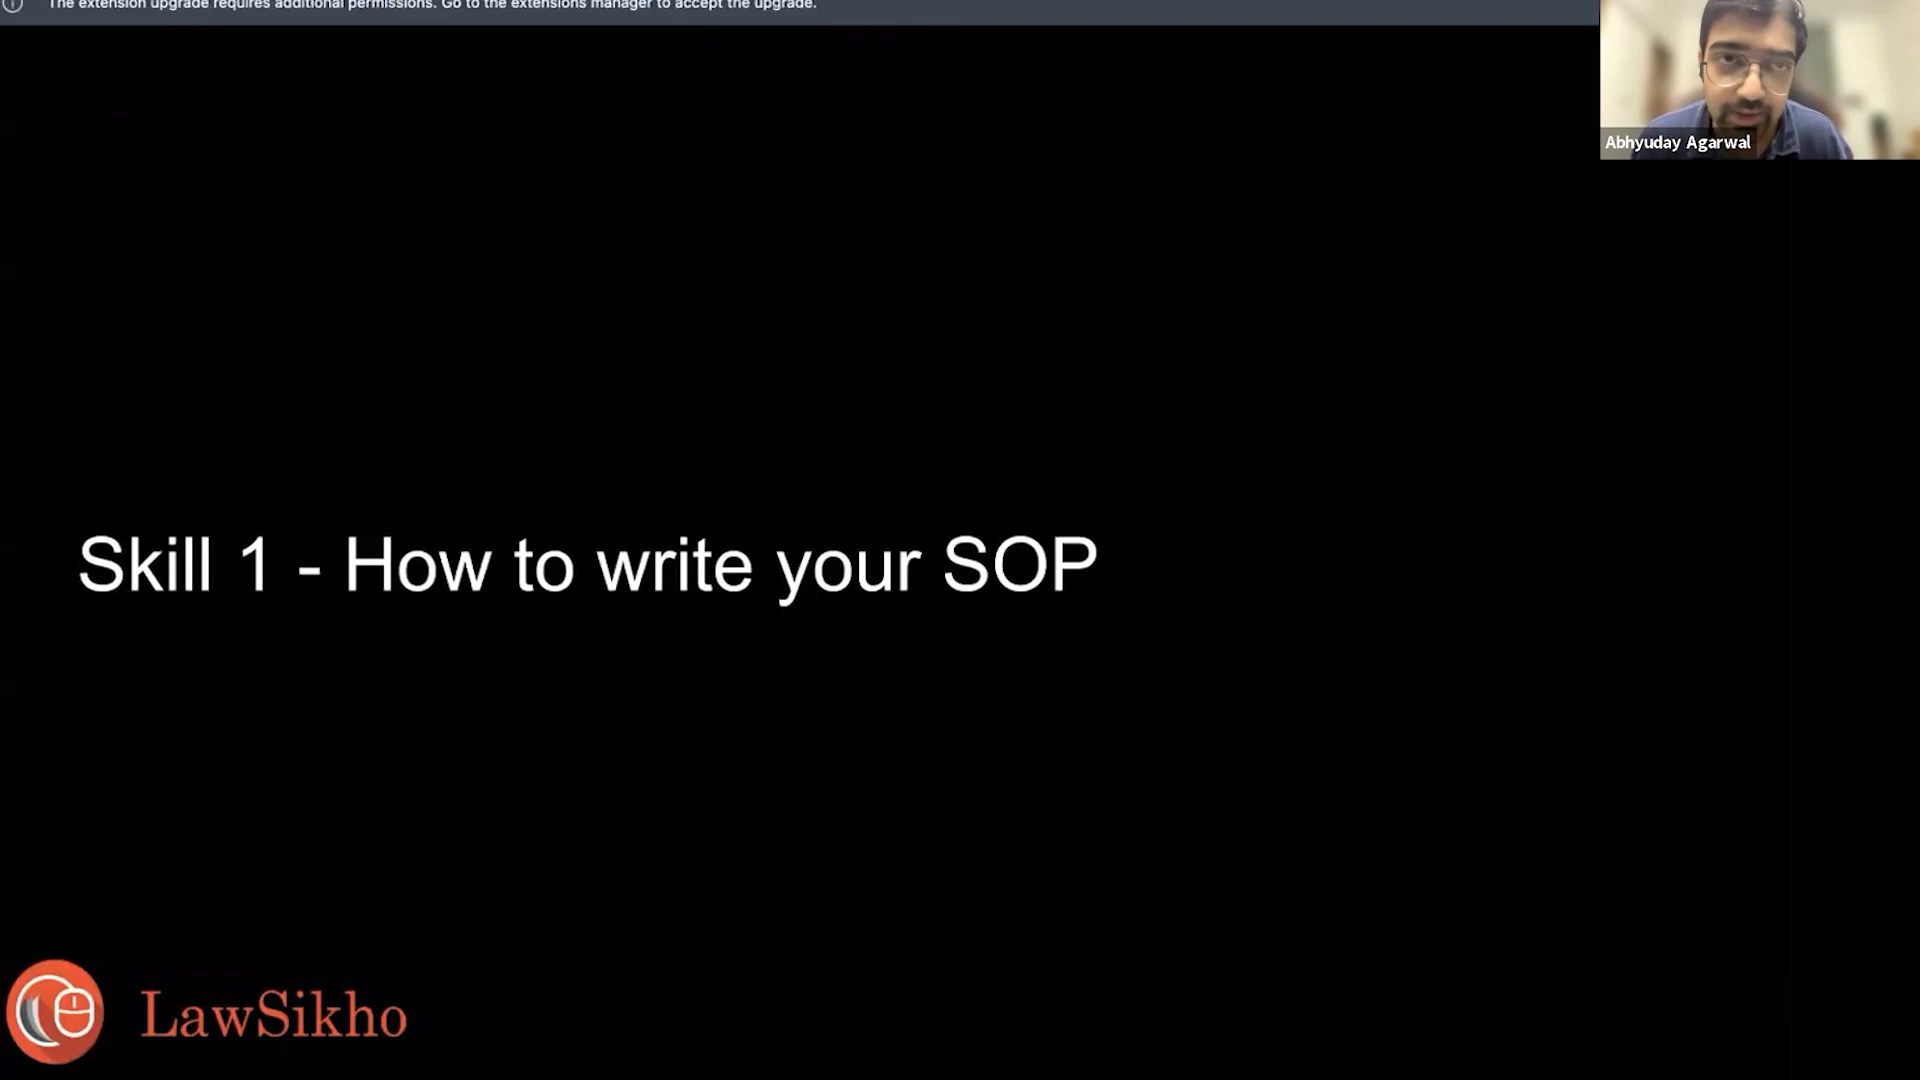 The extension upgrade requires additional permissions. Go to the extensions manager to accept the upgrade.
Abhyuday Agarwal
Skill 1 - How to write your SOP
LawSikho